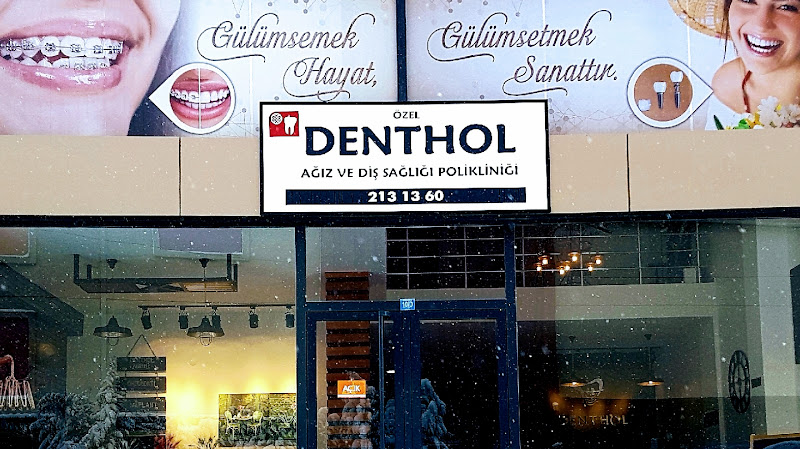 Gülümsemek
Hayat,
Gülümsetmek
Sanattır.
ÖZEL
DENTHOL
AĞIZ VE DİŞ SAĞLIĞI POLİKLİNİĞİ
213 13 60
AÇIK
DENTHOL